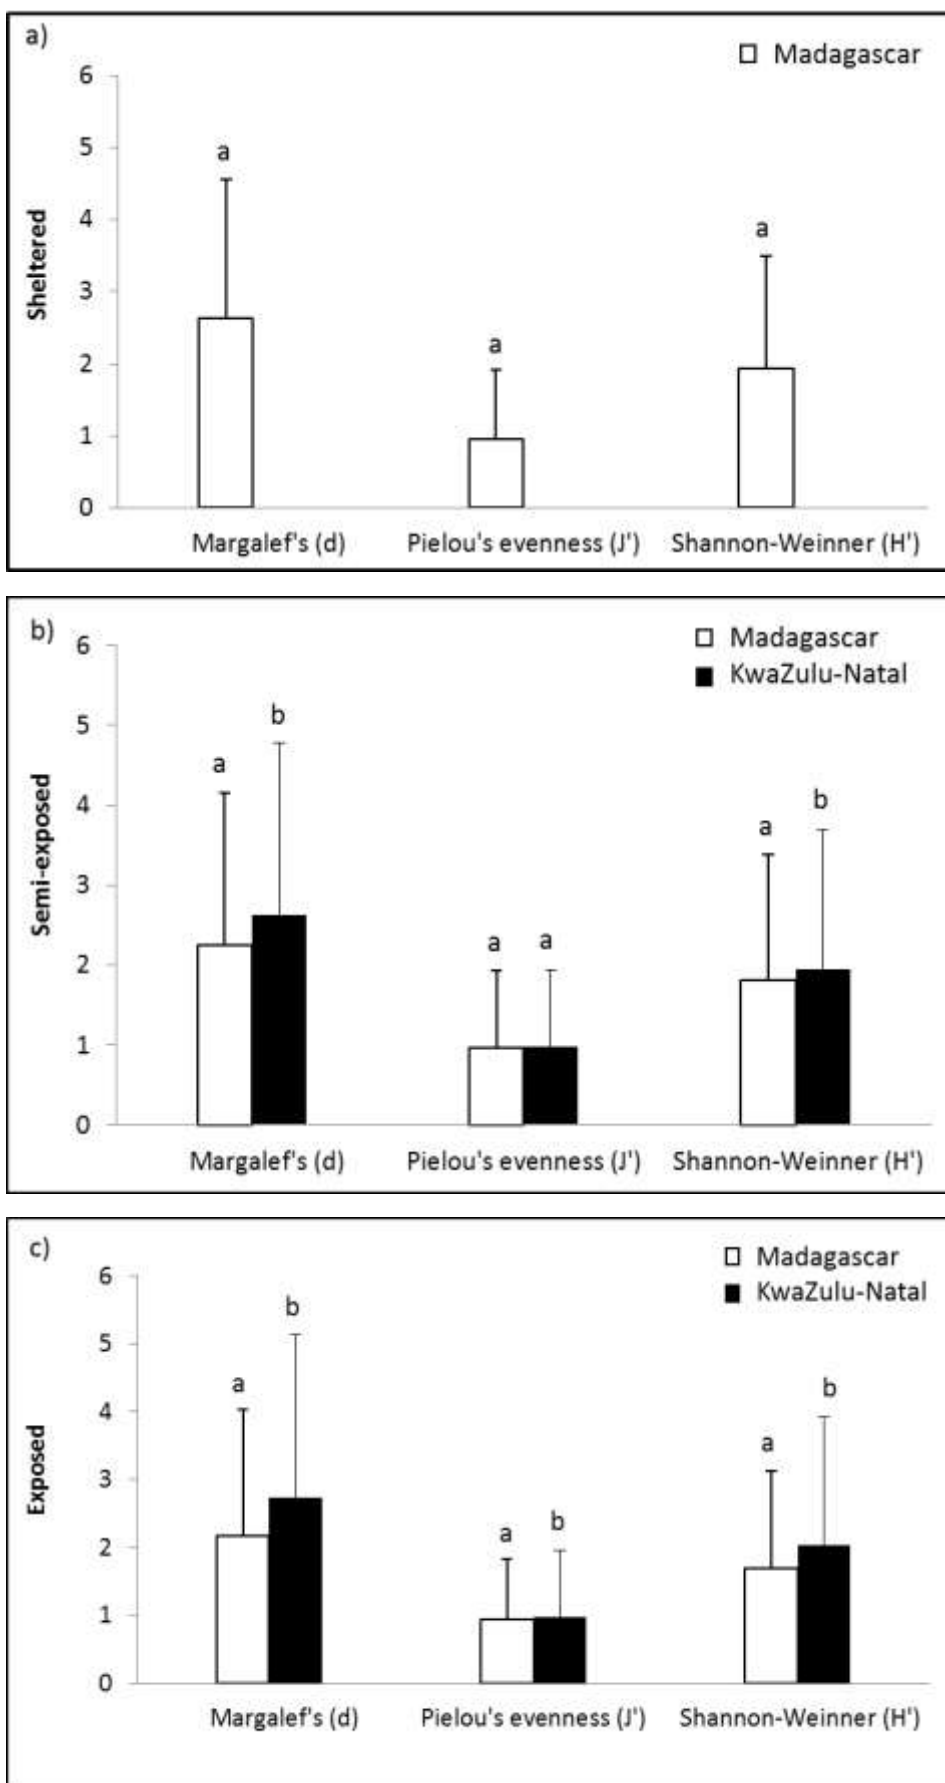 a)
Madagascar
6
5
4
3
2
1
0
Sheltered
a
a
a
Margalef's (d) Pielou's evenness (J') Shannon-Weinner (H')
b)
Madagascar
KwaZulu-Natal
6
5
4
3
2
1
0
Semi-exposed
a b
a a
a b
Margalef's (d) Pielou's evenness (J') Shannon-Weinner (H')
c)
Madagascar
KwaZulu-Natal
6
5
4
3
2
1
0
Exposed
a b
a b
a b
Margalef's (d) Pielou's evenness (J') Shannon-Weinner (H')